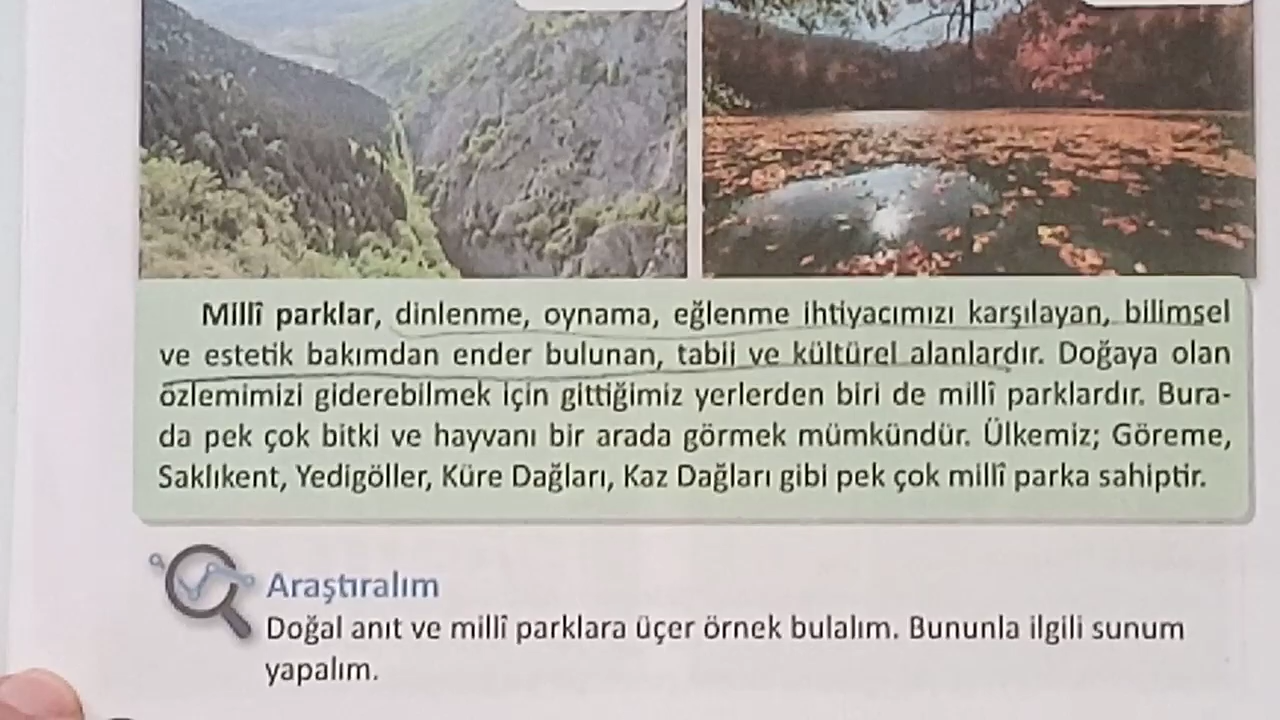 Millî parklar, dinlenme, oynama, eğlenme ihtiyacımızı karşılayan, bilimsel
ve estetik bakımdan ender bulunan, tabii ve kültürel alanlardır. Doğaya olan
özlemimizi giderebilmek için gittiğimiz yerlerden biri de millî parklardır. Bura-
da pek çok bitki ve hayvanı bir arada görmek mümkündür. Ülkemiz; Göreme,
Saklıkent, Yedigöller, Küre Dağları, Kaz Dağları gibi pek çok millî parka sahiptir.
Araştıralım
Doğal anıt ve millî parklara üçer örnek bulalım. Bununla ilgili sunum
yapalım.